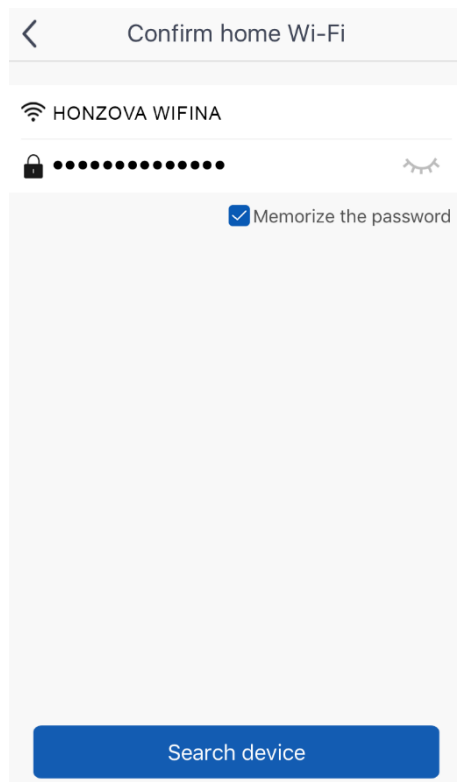 Confirm home Wi-Fi
HONZOVA WIFINA
••••••••••••••
Memorize the password
Search device